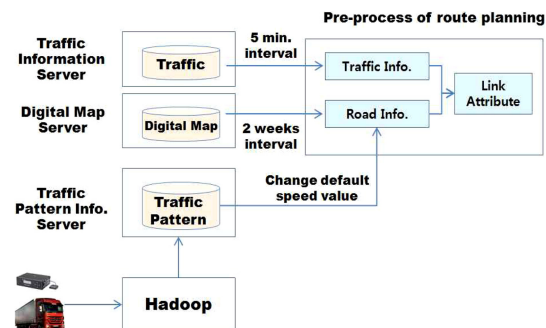 Pre-process of route planning
Traffic
Information
Server
Traffic
5 min.
interval
Traffic Info.
Link
Attribute
Digital Map
Server
Digital Map
2 weeks
interval
Road Info.
Traffic
Pattern Info.
Server
Traffic
Pattern
Change default
speed value
Hadoop